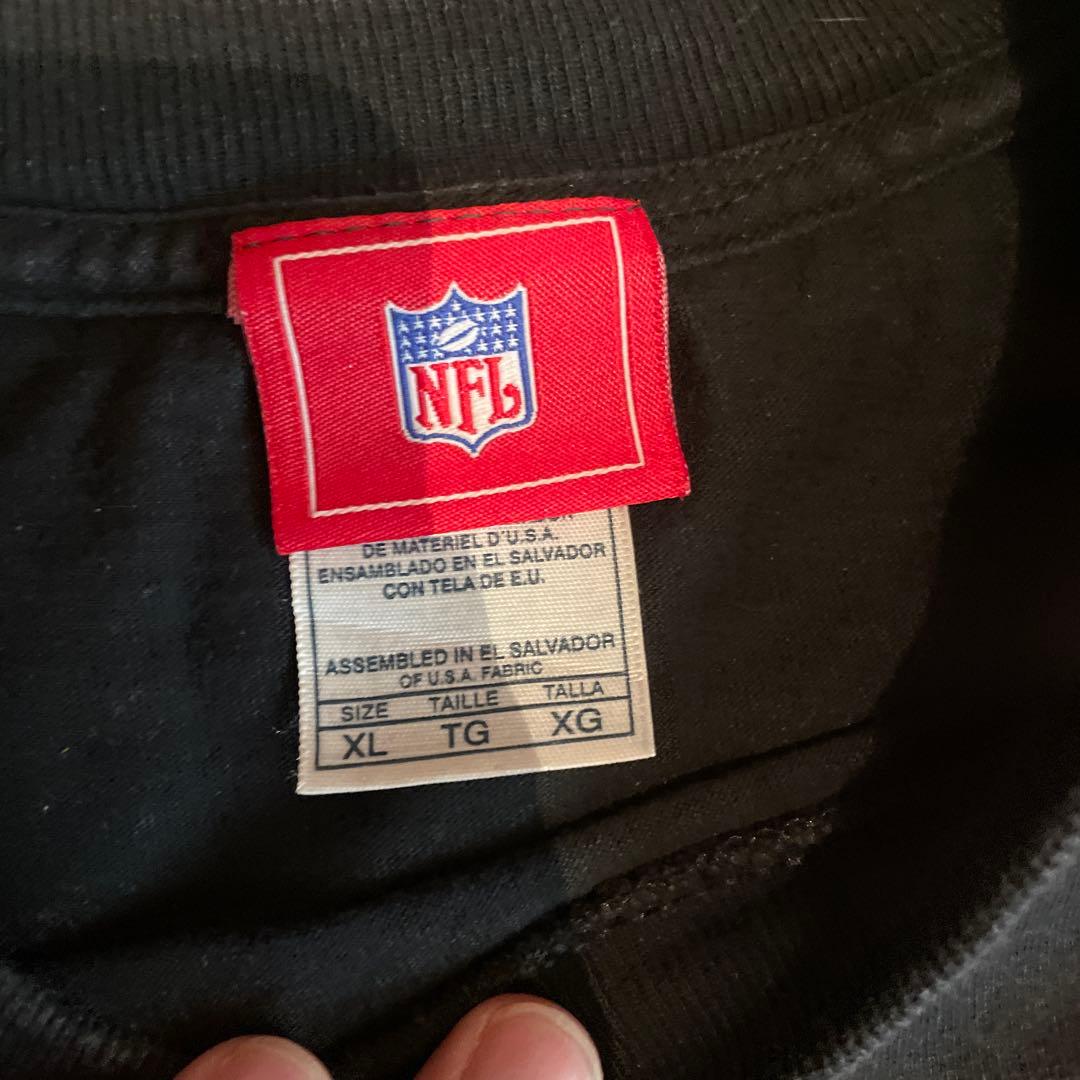 NFL
DE MATERIEL D'U.S.A.
ENSAMBLADO EN EL SALVADOR
CON TELA DE E.U.
ASSEMBLED IN EL SALVADOR
OF U.S.A. FABRIC
SIZE TAILLE TALLA
XL TG XG